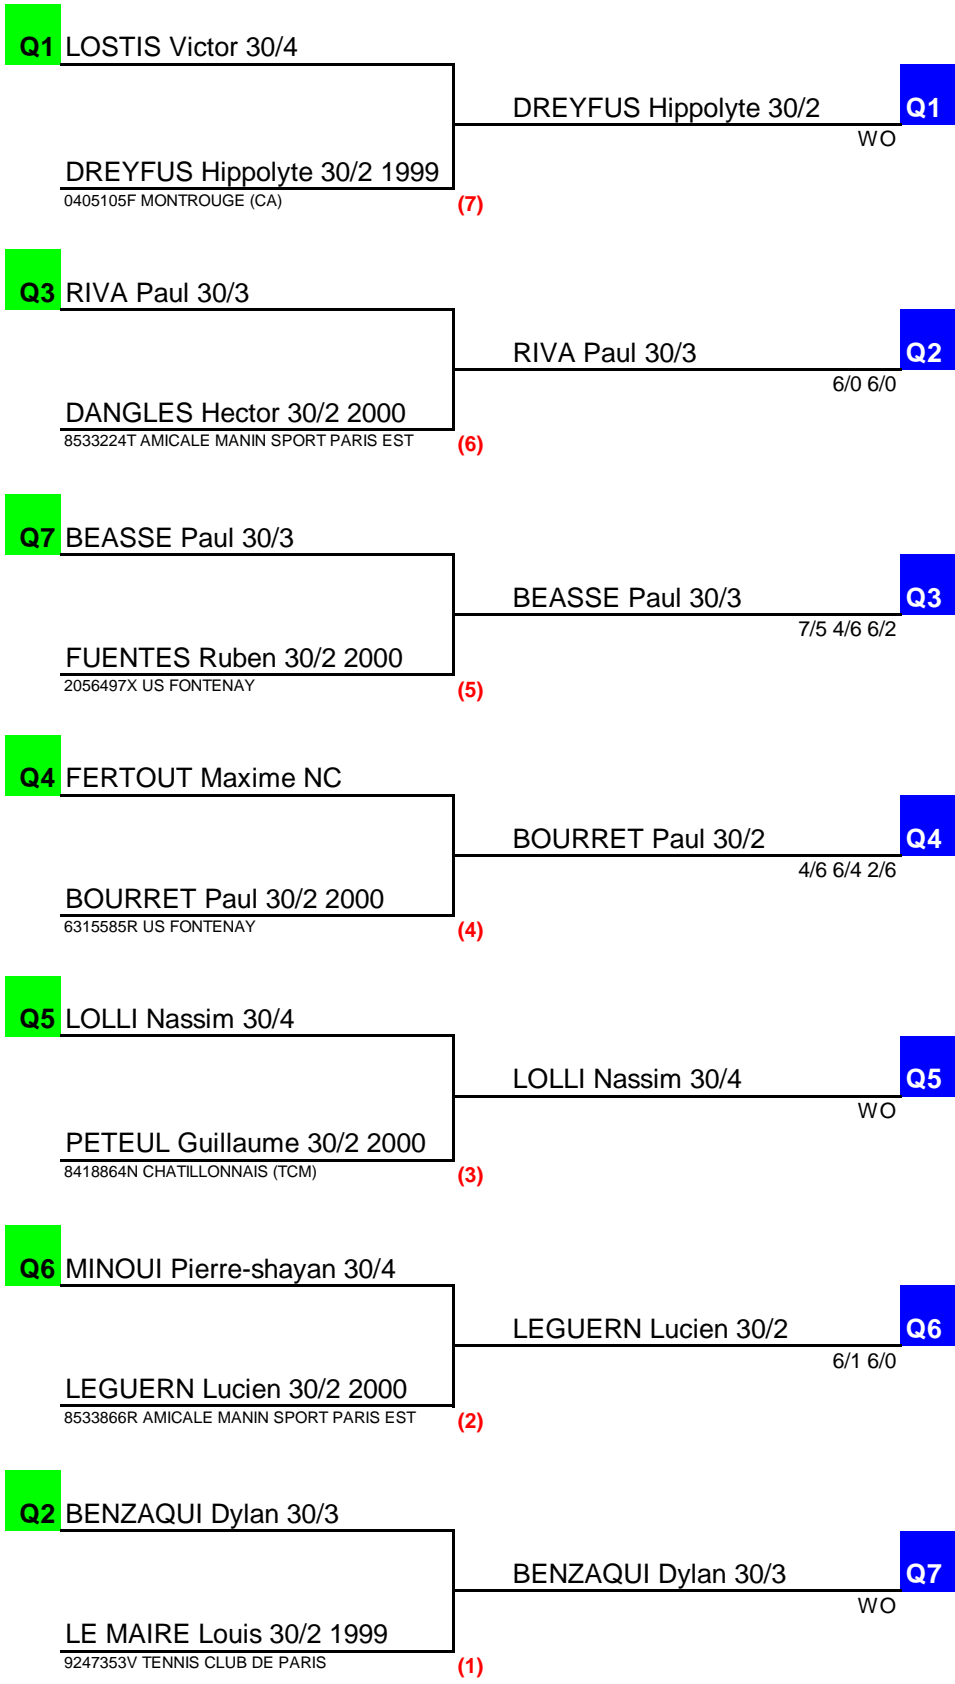 Q1 LOSTIS Victor 30/4
DREYFUS Hippolyte 30/2 Q1
WO
DREYFUS Hippolyte 30/2 1999
0405105F MONTROUGE (CA) (7)
Q3 RIVA Paul 30/3
RIVA Paul 30/3 Q2
6/0 6/0
DANGLES Hector 30/2 2000
8533224T AMICALE MANIN SPORT PARIS EST (6)
Q7 BEASSE Paul 30/3
BEASSE Paul 30/3 Q3
7/5 4/6 6/2
FUENTES Ruben 30/2 2000
2056497X US FONTENAY (5)
Q4 FERTOUT Maxime NC
BOURRET Paul 30/2 Q4
4/6 6/4 2/6
BOURRET Paul 30/2 2000
6315585R US FONTENAY (4)
Q5 LOLLI Nassim 30/4
LOLLI Nassim 30/4 Q5
WO
PETEUL Guillaume 30/2 2000
8418864N CHATILLONNAIS (TCM) (3)
Q6 MINOUI Pierre-shayan 30/4
LEGUERN Lucien 30/2 Q6
6/1 6/0
LEGUERN Lucien 30/2 2000
8533866R AMICALE MANIN SPORT PARIS EST (2)
Q2 BENZAQUI Dylan 30/3
BENZAQUI Dylan 30/3 Q7
WO
LE MAIRE Louis 30/2 1999
9247353V TENNIS CLUB DE PARIS (1)